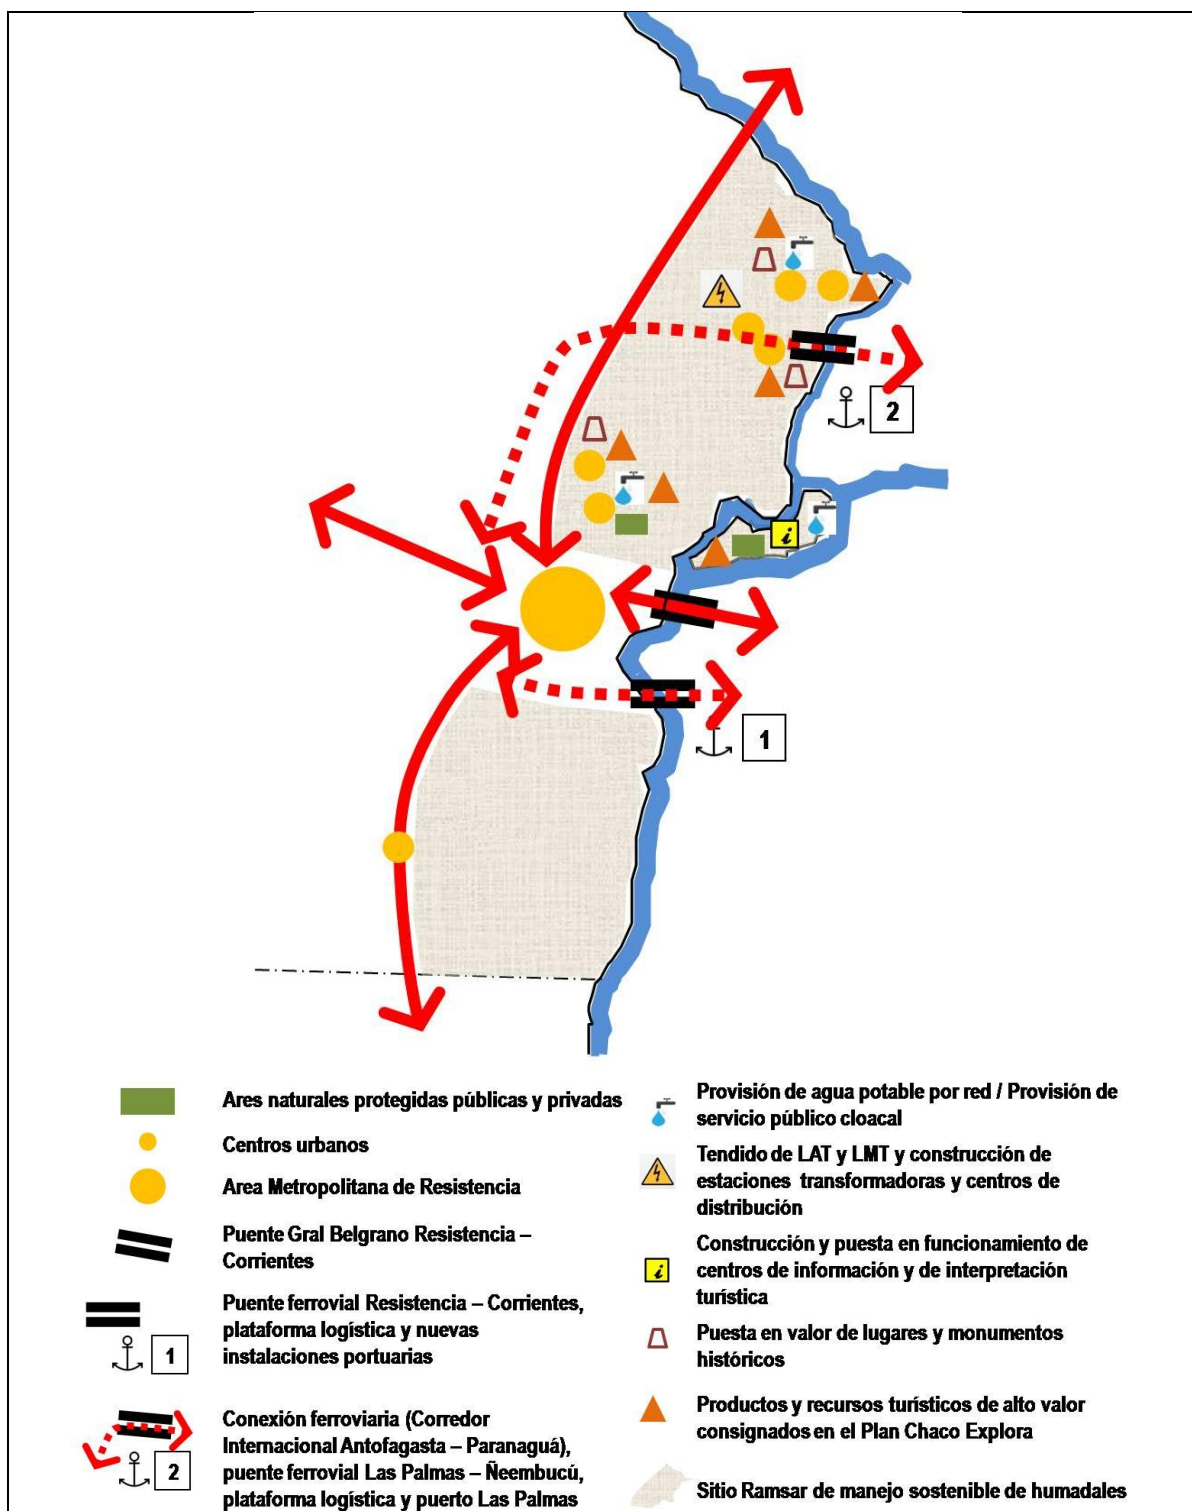 2
i
1
Ares naturales protegidas públicas y privadas
Centros urbanos
Area Metropolitana de Resistencia
Puente Gral Belgrano Resistencia –
Corrientes
Puente ferrovial Resistencia – Corrientes,
plataforma logística y nuevas
instalaciones portuarias
1
Conexión ferroviaria (Corredor
Internacional Antofagasta – Paranaguá),
puente ferrovial Las Palmas – Ñeembucú,
plataforma logística y puerto Las Palmas
2
Provisión de agua potable por red / Provisión de
servicio público cloacal
Tendido de LAT y LMT y construcción de
estaciones transformadoras y centros de
distribución
i
Construcción y puesta en funcionamiento de
centros de información y de interpretación
turística
Puesta en valor de lugares y monumentos
históricos
Productos y recursos turísticos de alto valor
consignados en el Plan Chaco Explora
Sitio Ramsar de manejo sostenible de humadales